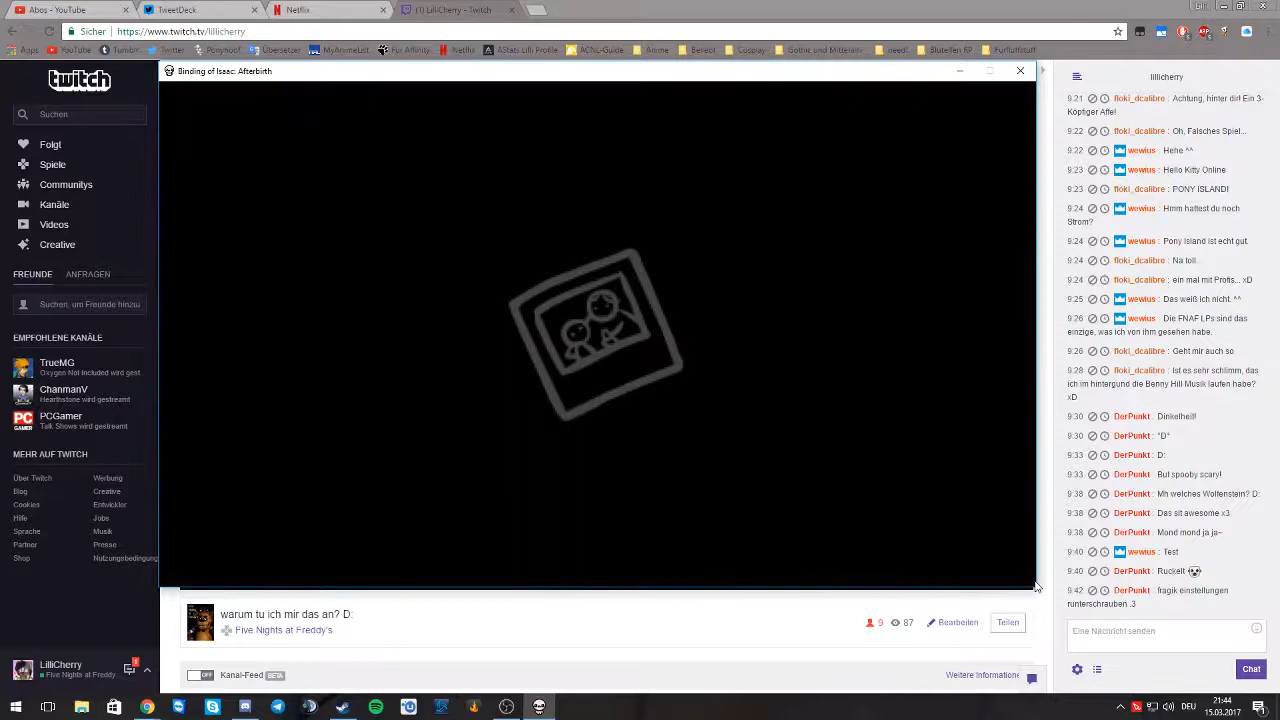 Abos - YouTube
TweetDeck
Netflix
(1) LilliCherry - Twitch
Sicher
https://www.twitch.tv/lillicherry
Apps
YouTube
Tumblr
Twitter
Ponyhoof
Übersetzer
MyAnimeList
Fur Affinity
Netflix
AStats Lilli Profile
ACNL-Guide
Anime
Beneot
Cosplay
Gothic und Mittelalt
needl.
Blutelfen RP
Furfluffstuff
twitch
Suchen
Folgt
Spiele
Communitys
Kanäle
Videos
Creative
FREUNDE
ANFRAGEN
Suchen, um Freunde hinzuz
EMPFOHLENE KANÄLE
TrueMG
Oxygen Not Included wird gest
ChanmanV
Hearthstone wird gestreamt
PCGamer
Talk Shows wird gestreamt
MEHR AUF TWITCH
Über Twitch
Werbung
Blog
Creative
Cookies
Entwickler
Hilfe
Jobs
Sprache
Musik
Partner
Presse
Shop
Nutzungsbedingung
LilliCherry
Five Nights at Freddy
Binding of Isaac: Afterbirth
warum tu ich mir das an? D:
Five Nights at Freddy's
9
87
Bearbeiten
Teilen
OFF
Kanal-Feed
BETA
Weitere Informatione
lillicherry
9:21 floki_dcalibre : Achtung, hinter dir! Ein 3-
Köpfiger Affe!
9:22 floki_dcalibre : Oh, Falsches Spiel...
9:22 wewius : Hehe ^^
9:23 wewius : Hello Kitty Online
9:23 floki_dcalibre : PONY ISLAND!
9:24 wewius : Hmm hattest du noch
Strom?
9:24 wewius : Pony Island ist echt gut.
9:24 floki_dcalibre : Na toll..
9:24 floki_dcalibre : ein mal mit Profis... xD
9:25 wewius : Das weiß ich nicht. ^^
9:26 wewius : Die FNAF LPs sind das
einzige, was ich von ihm gesehen habe.
9:26 floki_dcalibre : Geht mir auch so
9:28 floki_dcalibre : Ist es sehr schlimm, das
ich im hintergund die Benny Hill Musik laufen habe?
xD
9:30 DerPunkt : Dinkelheit!
9:30 DerPunkt : °D°
9:33 DerPunkt : D:
9:33 DerPunkt : But spooby scary!
9:38 DerPunkt : Mh welches Wolfenstein? D:
9:38 DerPunkt : Das sit awesome x3
9:38 DerPunkt : Mond mond ja ja~
9:40 wewius : Test
9:40 DerPunkt : Ruckelt
9:42 DerPunkt : fragik einstellungen
runterschrauben :3
Eine Nachricht senden
Chat
DEU
21:44
15.03.2017